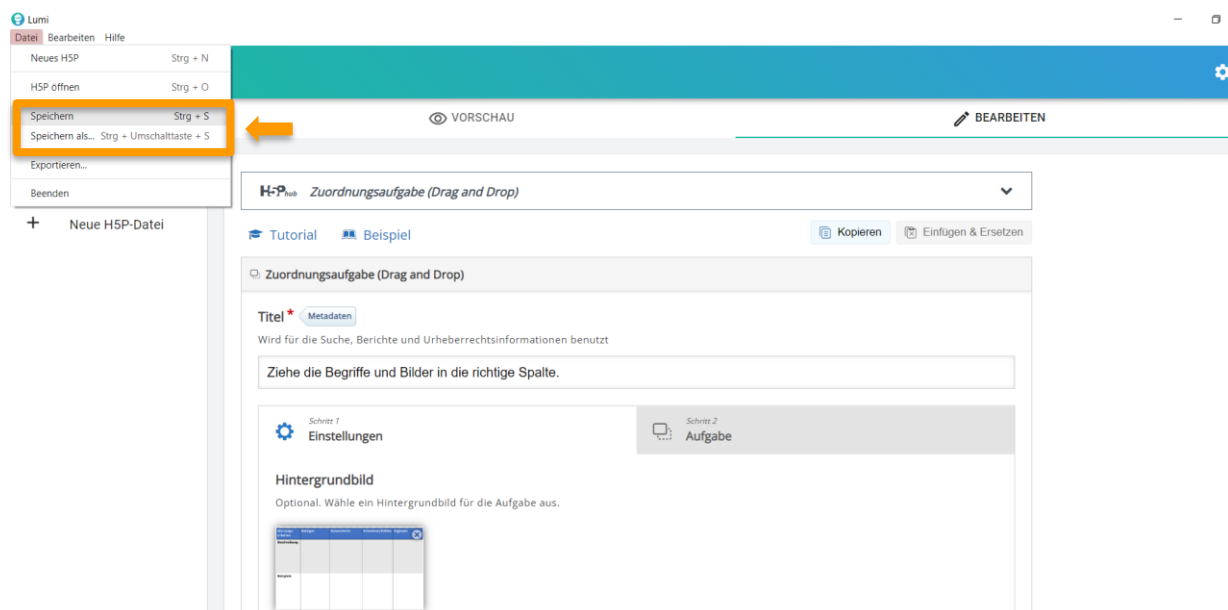 Lumi
Datei Bearbeiten Hilfe
Neues H5P Strg + N
H5P öffnen Strg + O
Speichern Strg + S
Speichern als... Strg + Umschalttaste + S
Exportieren...
Beenden
Neue H5P-Datei
VORSCHAU
BEARBEITEN
H5P hub Zuordnungsaufgabe (Drag and Drop)
Tutorial Beispiel
Kopieren Einfügen & Ersetzen
Zuordnungsaufgabe (Drag and Drop)
Titel * Metadaten
Wird für die Suche, Berichte und Urheberrechtsinformationen benutzt
Ziehe die Begriffe und Bilder in die richtige Spalte.
Schritt 1
Einstellungen
Schritt 2
Aufgabe
Hintergrundbild
Optional. Wähle ein Hintergrundbild für die Aufgabe aus.